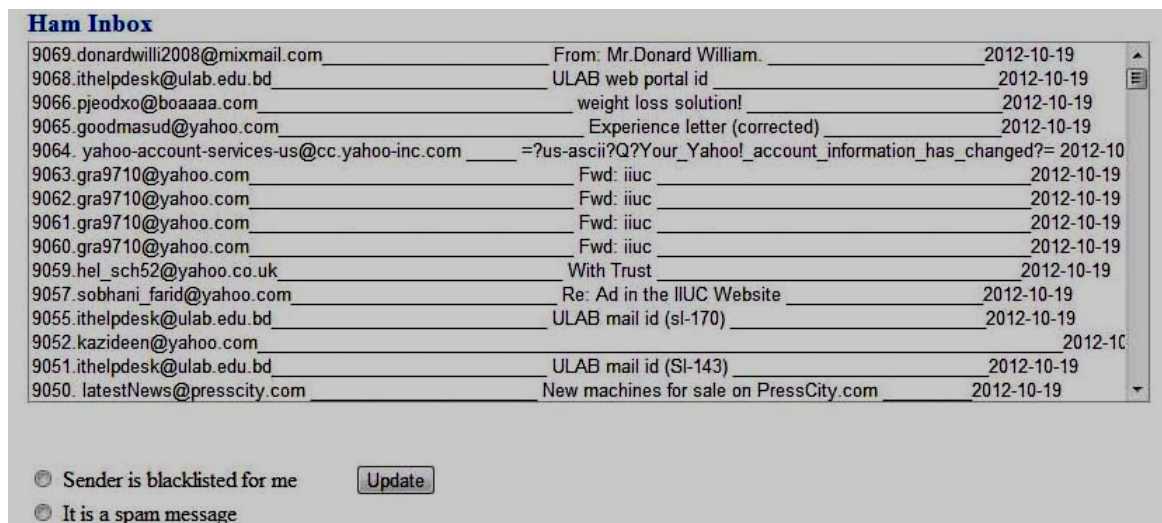 Ham Inbox
9069.donardwilli2008@mixmail.com From: Mr.Donard William. 2012-10-19
9068.ithelpdesk@ulab.edu.bd ULAB web portal id 2012-10-19
9066.pjeodxo@boaaaa.com weight loss solution! 2012-10-19
9065.goodmasud@yahoo.com Experience letter (corrected) 2012-10-19
9064. yahoo-account-services-us@cc.yahoo-inc.com =?us-ascii?Q?Your_Yahoo!_account_information_has_changed?= 2012-10
9063.gra9710@yahoo.com Fwd: iiuc 2012-10-19
9062.gra9710@yahoo.com Fwd: iiuc 2012-10-19
9061.gra9710@yahoo.com Fwd: iiuc 2012-10-19
9060.gra9710@yahoo.com Fwd: iiuc 2012-10-19
9059.hel_sch52@yahoo.co.uk With Trust 2012-10-19
9057.sobhani_farid@yahoo.com Re: Ad in the IIUC Website 2012-10-19
9055.ithelpdesk@ulab.edu.bd ULAB mail id (sl-170) 2012-10-19
9052.kazideen@yahoo.com 2012-10
9051.ithelpdesk@ulab.edu.bd ULAB mail id (Sl-143) 2012-10-19
9050. latestNews@presscity.com New machines for sale on PressCity.com 2012-10-19
Sender is blacklisted for me Update
It is a spam message